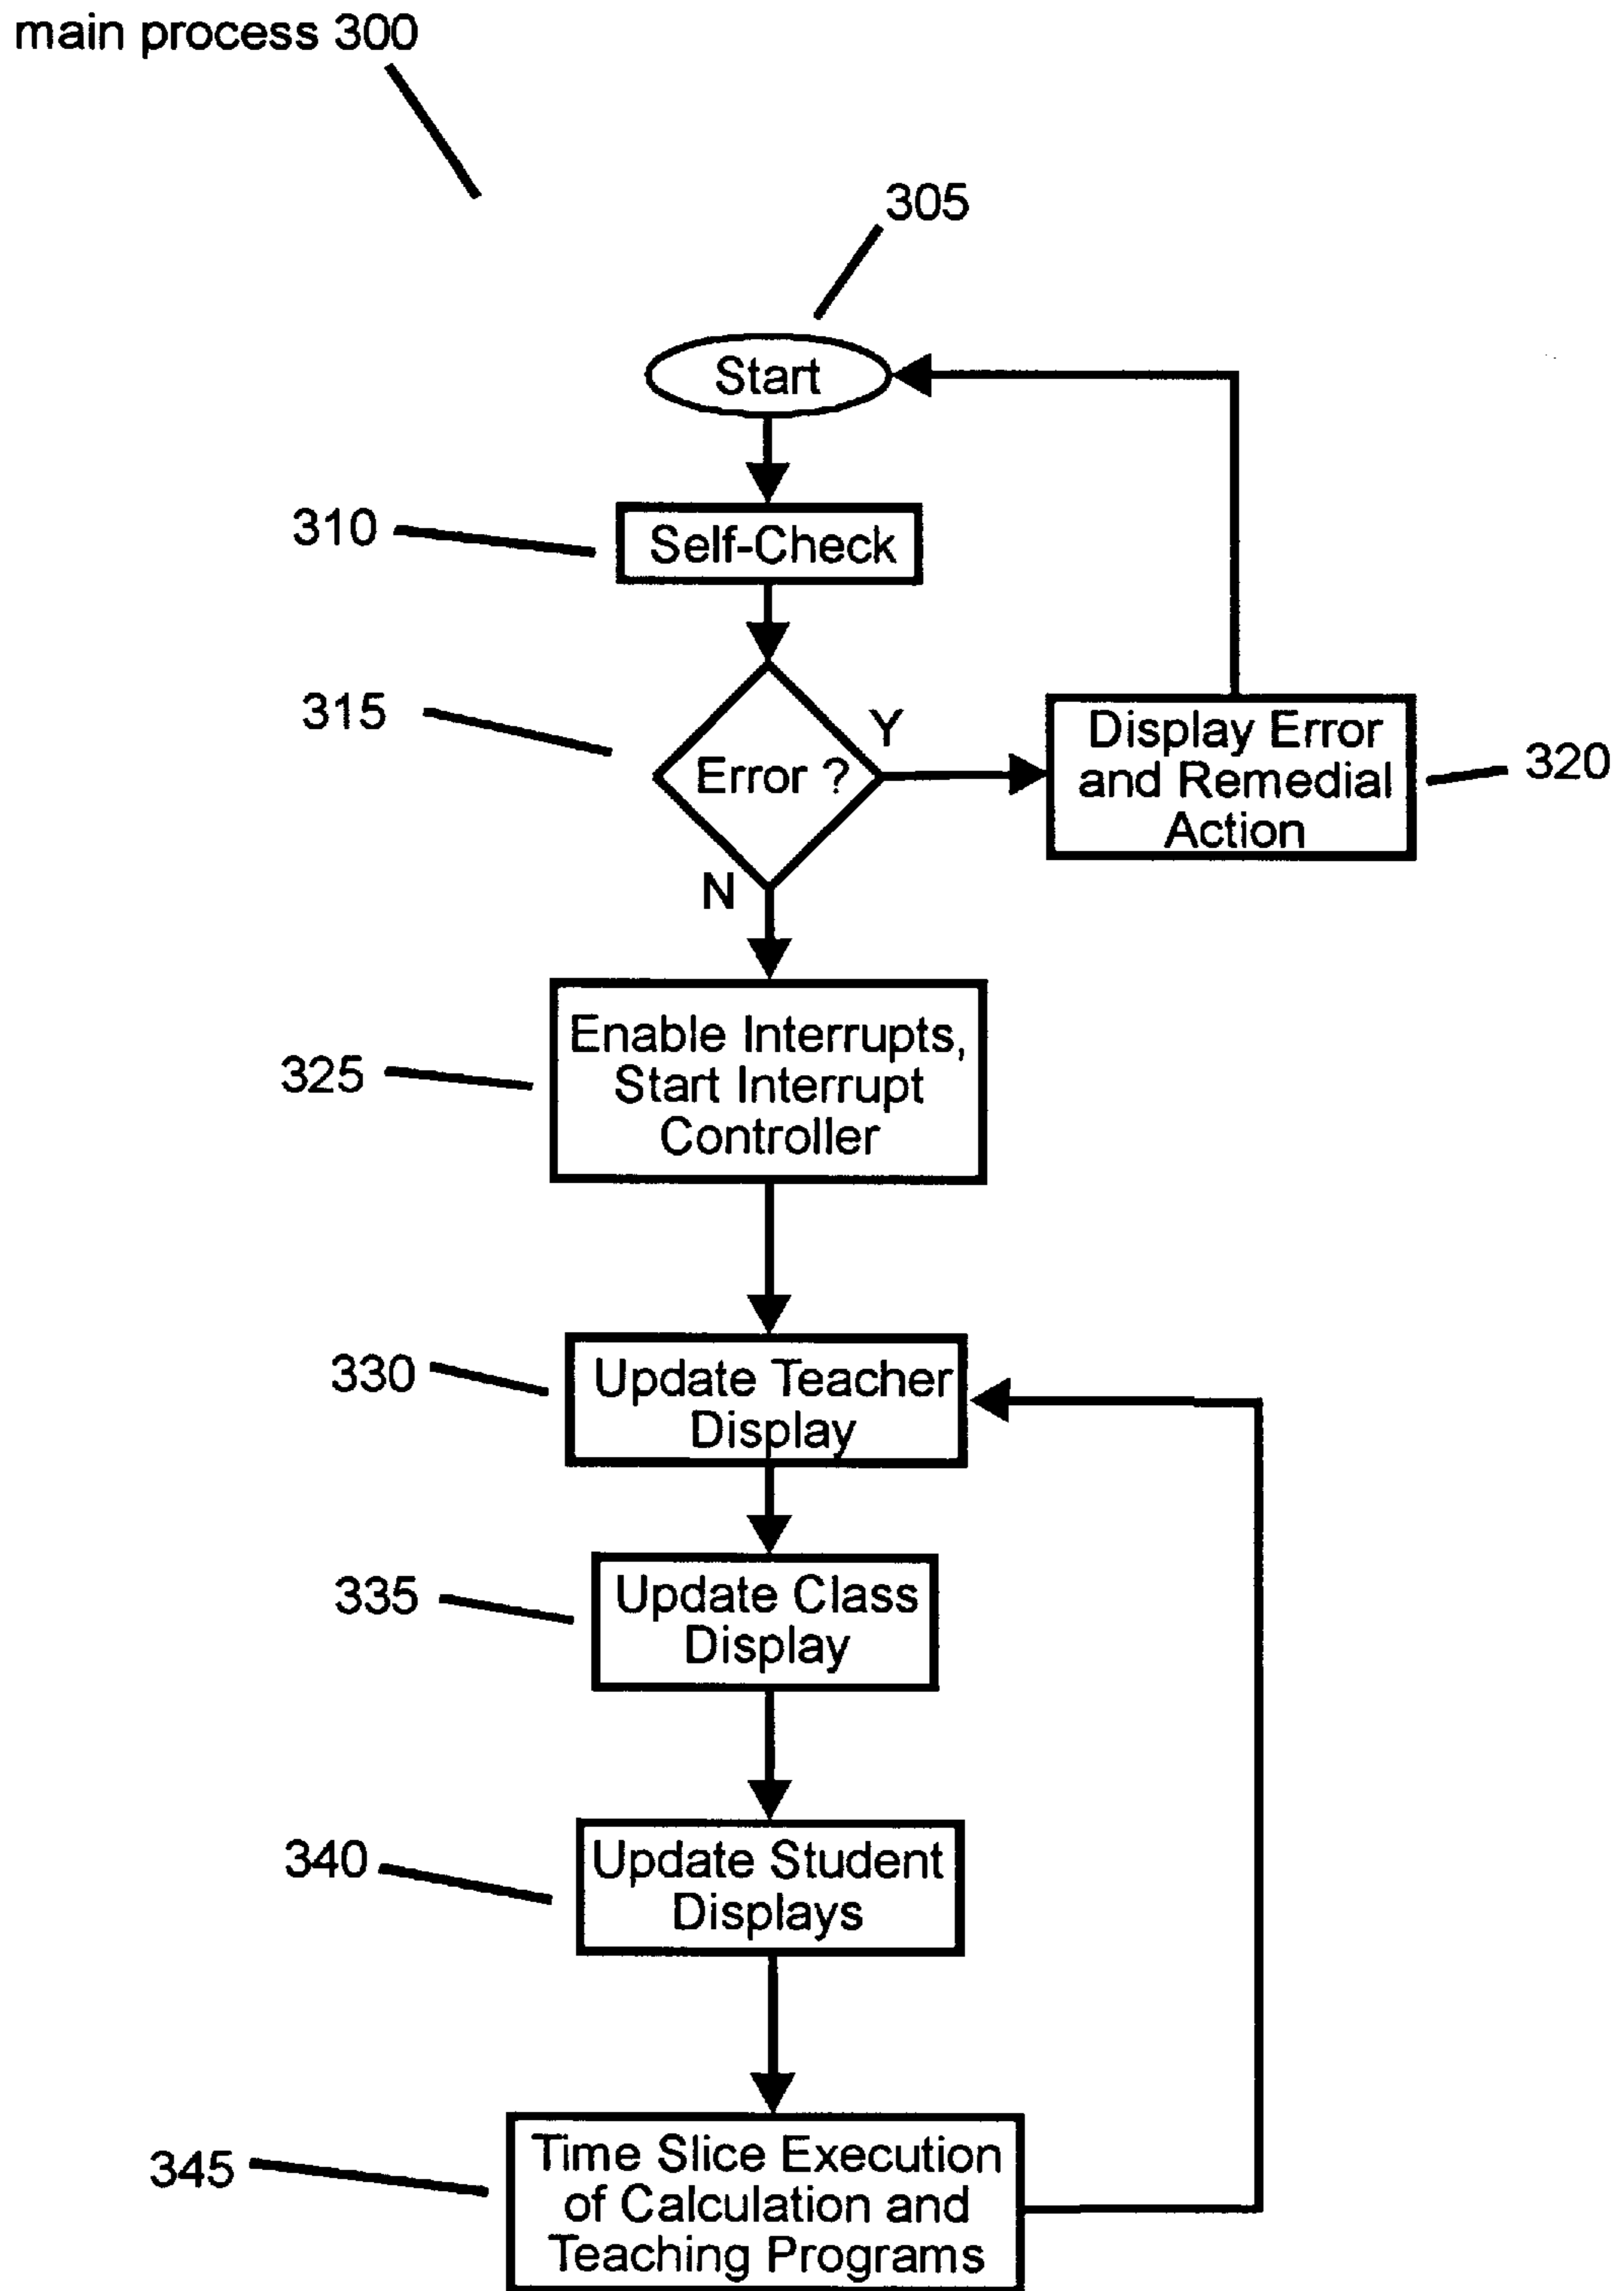 main process 300
305
Start
310
Self-Check
315
Error ?
Y
Display Error
and Remedial
Action
320
N
325
Enable Interrupts,
Start Interrupt
Controller
330
Update Teacher
Display
335
Update Class
Display
340
Update Student
Displays
345
Time Slice Execution
of Calculation and
Teaching Programs